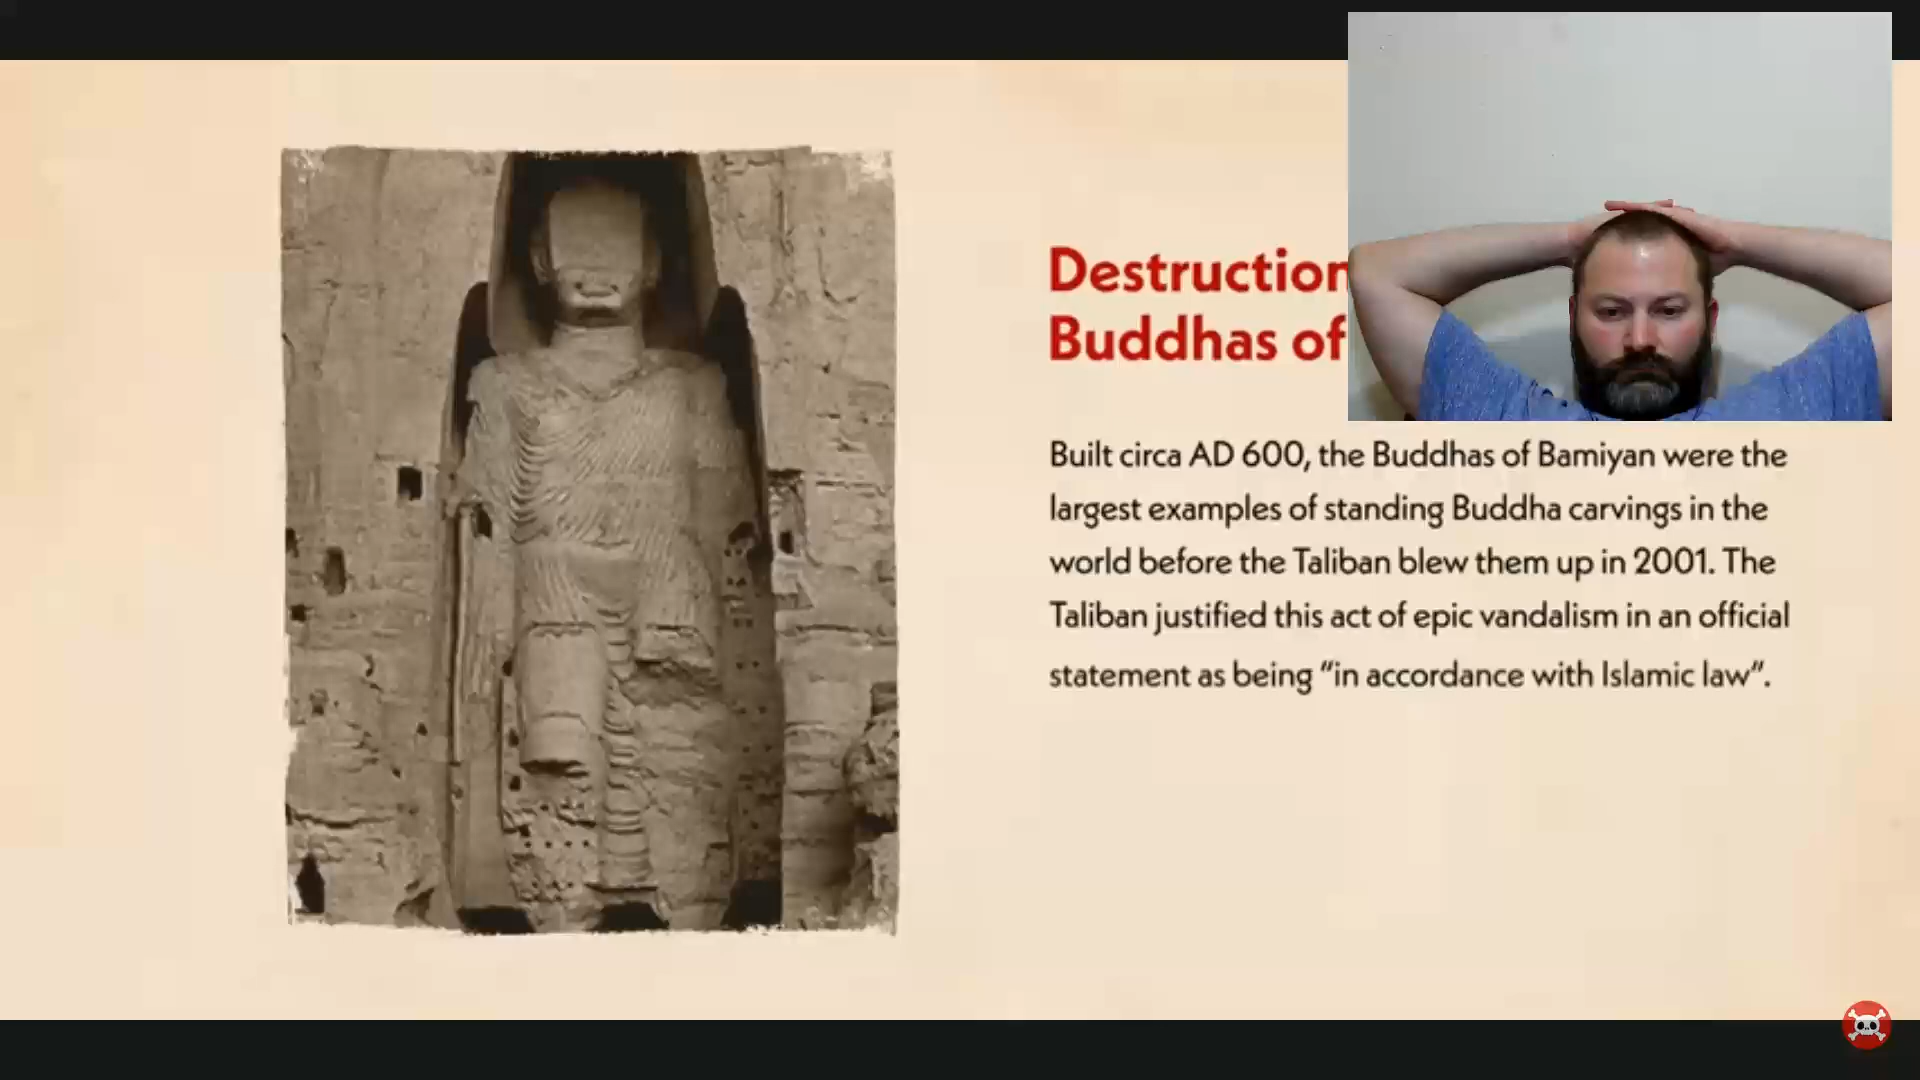 Destruction
Buddhas of
Built circa AD 600, the Buddhas of Bamiyan were the
largest examples of standing Buddha carvings in the
world before the Taliban blew them up in 2001. The
Taliban justified this act of epic vandalism in an official
statement as being “in accordance with Islamic law”.